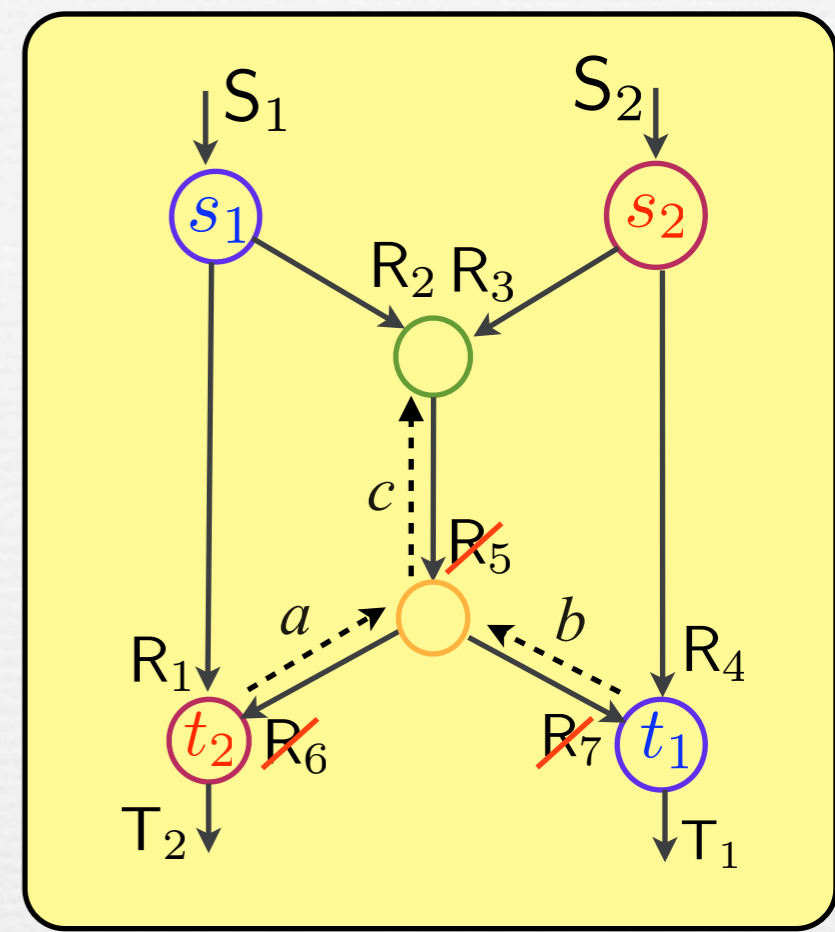 S₁ S₂
s₁ s₂
R₂ R₃
c
R₅
a b
R₁ R₄
t₂ R₆ R₇ t₁
T₂ T₁